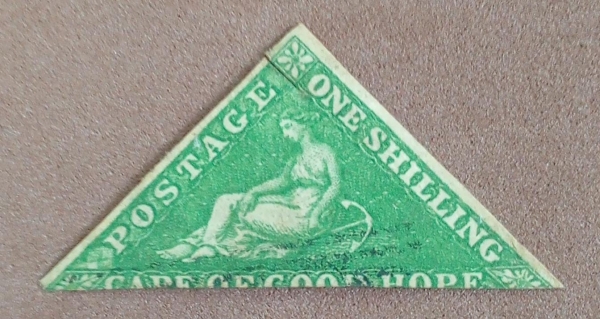 POSTAGE
ONE SHILLING
CAPE OF GOOD HOPE